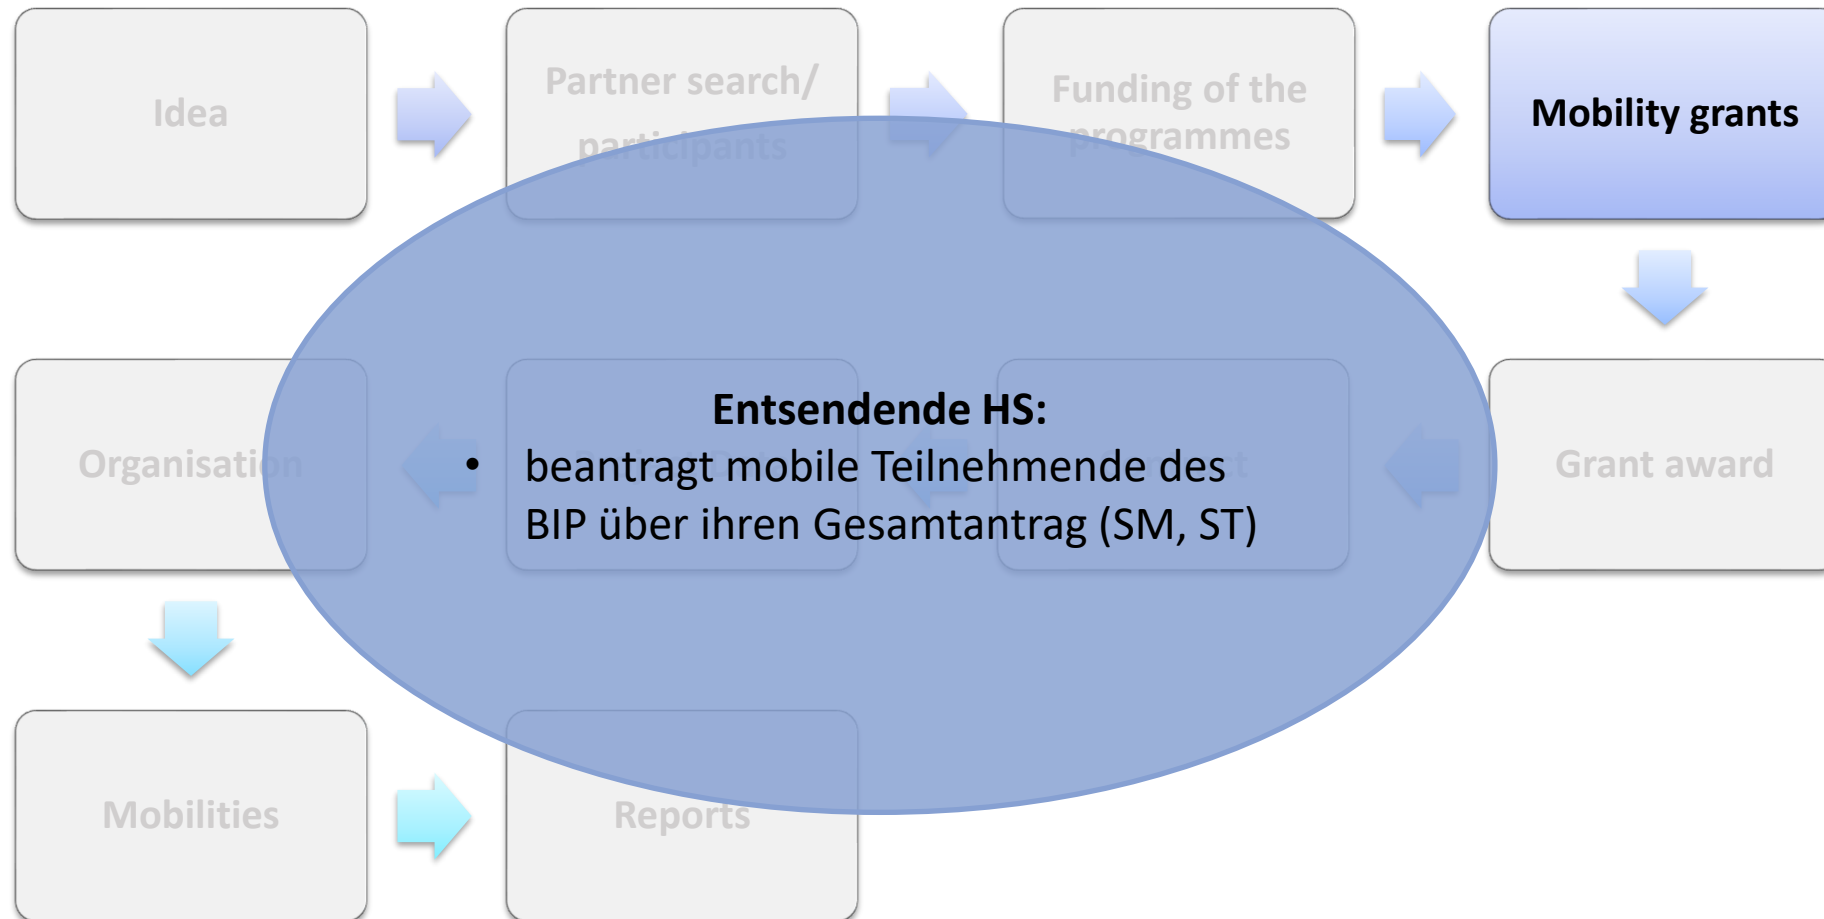 Idea
Partner search/
participants
Funding of the
programmes
Mobility grants
Entsendende HS:
• beantragt mobile Teilnehmende des
BIP über ihren Gesamtantrag (SM, ST)
Organisation
Grant award
Mobilities
Reports